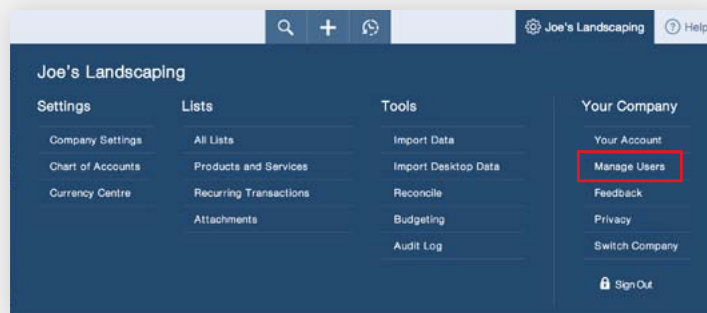 Joe's Landscaping
Help
Joe's Landscaping
Settings
Company Settings
Chart of Accounts
Currency Centre
Lists
All Lists
Products and Services
Recurring Transactions
Attachments
Tools
Import Data
Import Desktop Data
Reconcile
Budgeting
Audit Log
Your Company
Your Account
Manage Users
Feedback
Privacy
Switch Company
Sign Out